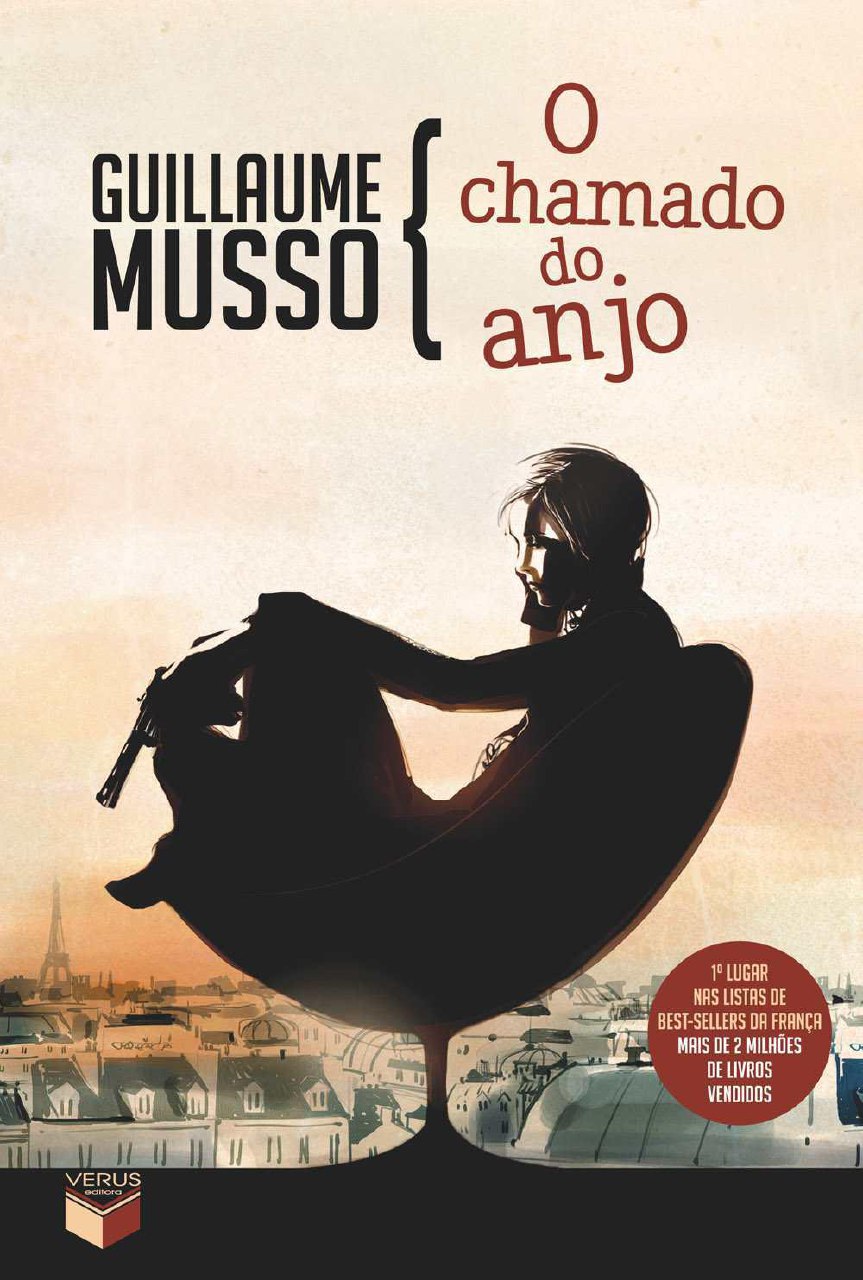 GUILLAUME
MUSSO
{
O
chamado
do
anjo
1º LUGAR
NAS LISTAS DE
BEST-SELLERS DA FRANÇA
MAIS DE 2 MILHÕES
DE LIVROS
VENDIDOS
VERUS
editora